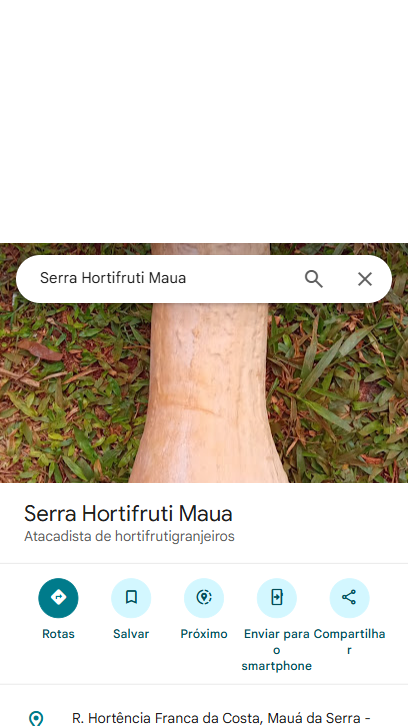 Serra Hortifruti Maua
Serra Hortifruti Maua
Atacadista de hortifrutigranjeiros
Rotas
Salvar
Próximo
Enviar para
o
smartphone
Compartilha
r
R. Hortência Franca da Costa, Mauá da Serra -